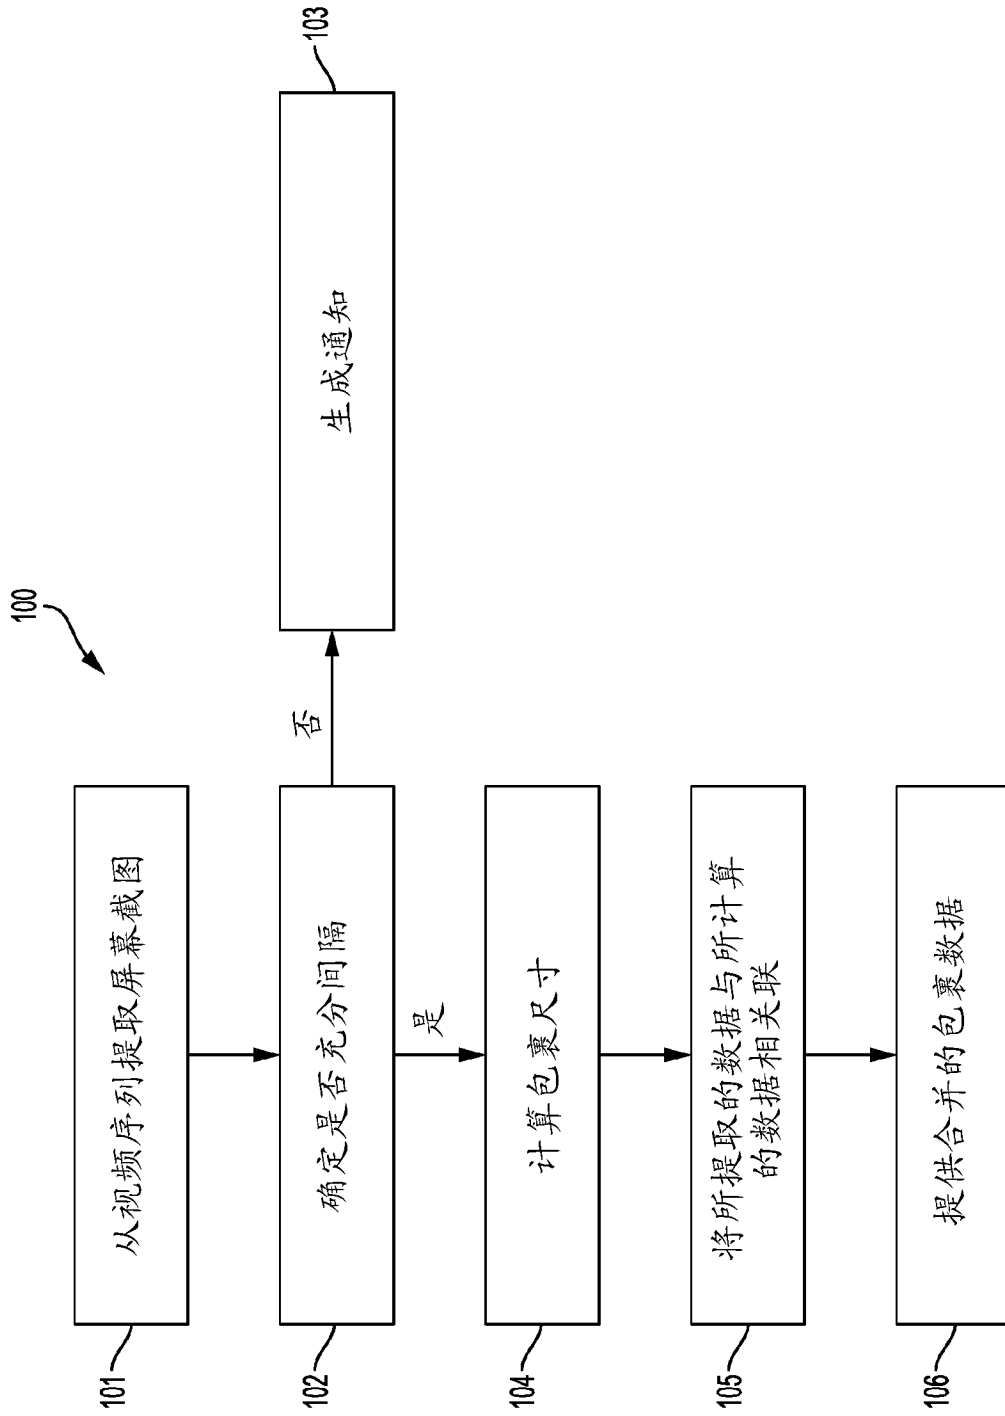 100
101
从视频序列提取屏幕截图
102
确定是否充分间隔
否
103
生成通知
是
104
计算包裹尺寸
105
将所提取的数据与所计算
的数据相关联
106
提供合并的包裹数据